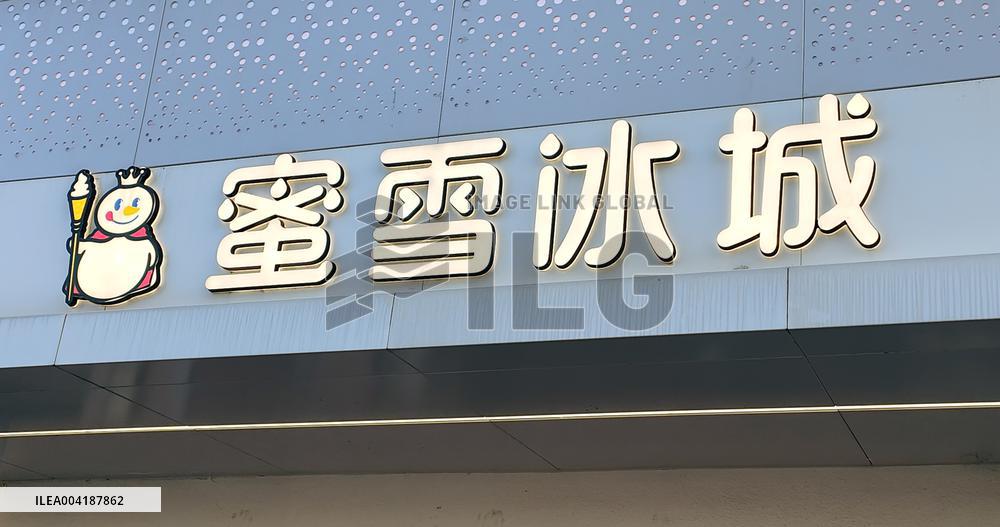 蜜雪冰城
IMAGE LINK GLOBAL
ILG
ILEA004187862